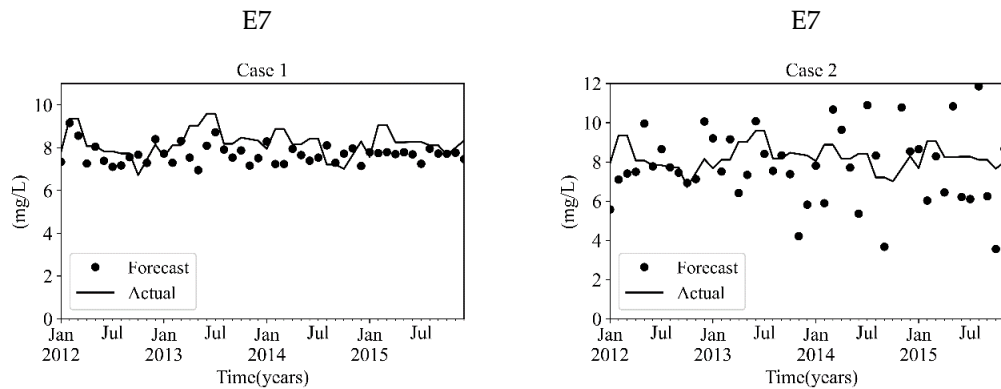 E7
Case 1
10
8
6
4
2
0
(mg/L)
Forecast
Actual
Jan Jul Jan Jul Jan Jul Jan Jul
2012 2013 2014 2015
Time(years)
E7
Case 2
12
10
8
6
4
2
0
(mg/L)
Forecast
Actual
Jan Jul Jan Jul Jan Jul Jan Jul
2012 2013 2014 2015
Time(years)